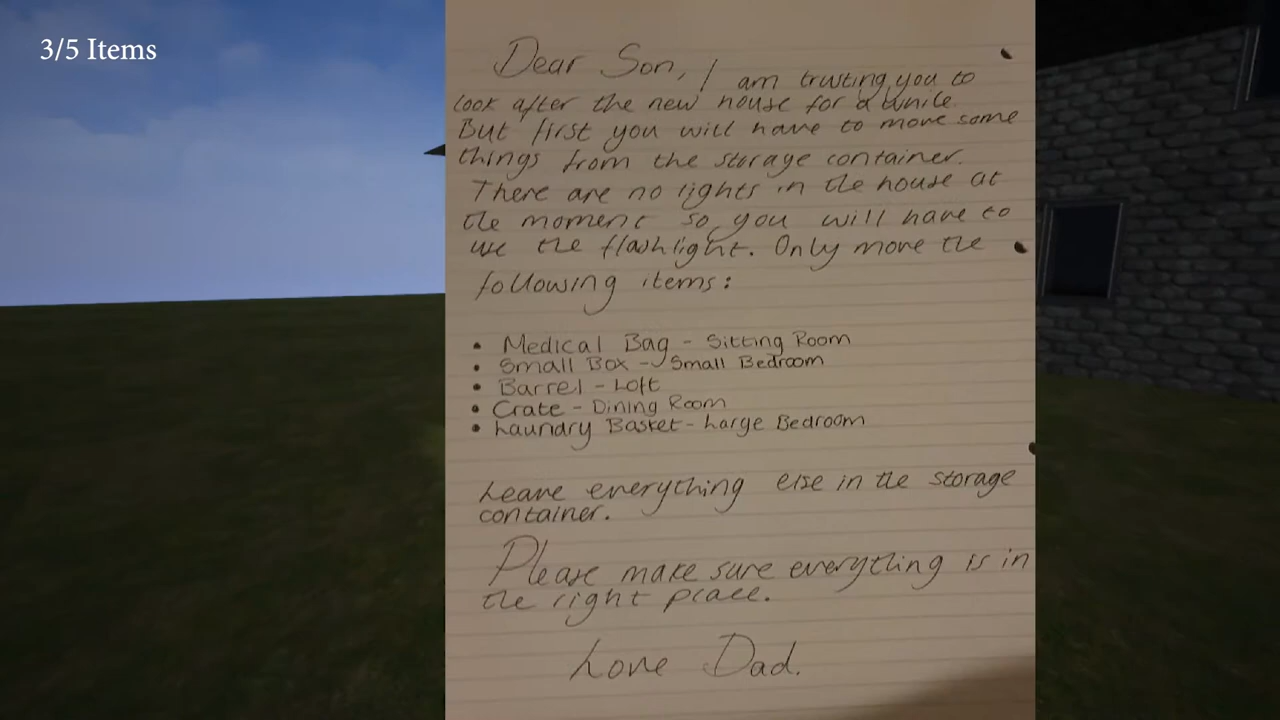 3/5 Items
Dear Son, I am trusting you to
look after the new house for a while.
But first you will have to move some
things from the storage container.
There are no lights in the house at
the moment so you will have to
use the flashlight. Only move the
following items:
• Medical Bag - Sitting Room
• Small Box - Small Bedroom
• Barrel - Loft
• Crate - Dining Room
• Laundry Basket - Large Bedroom
Leave everything else in the storage
container.
Please make sure everything is in
the right place.
Love Dad.